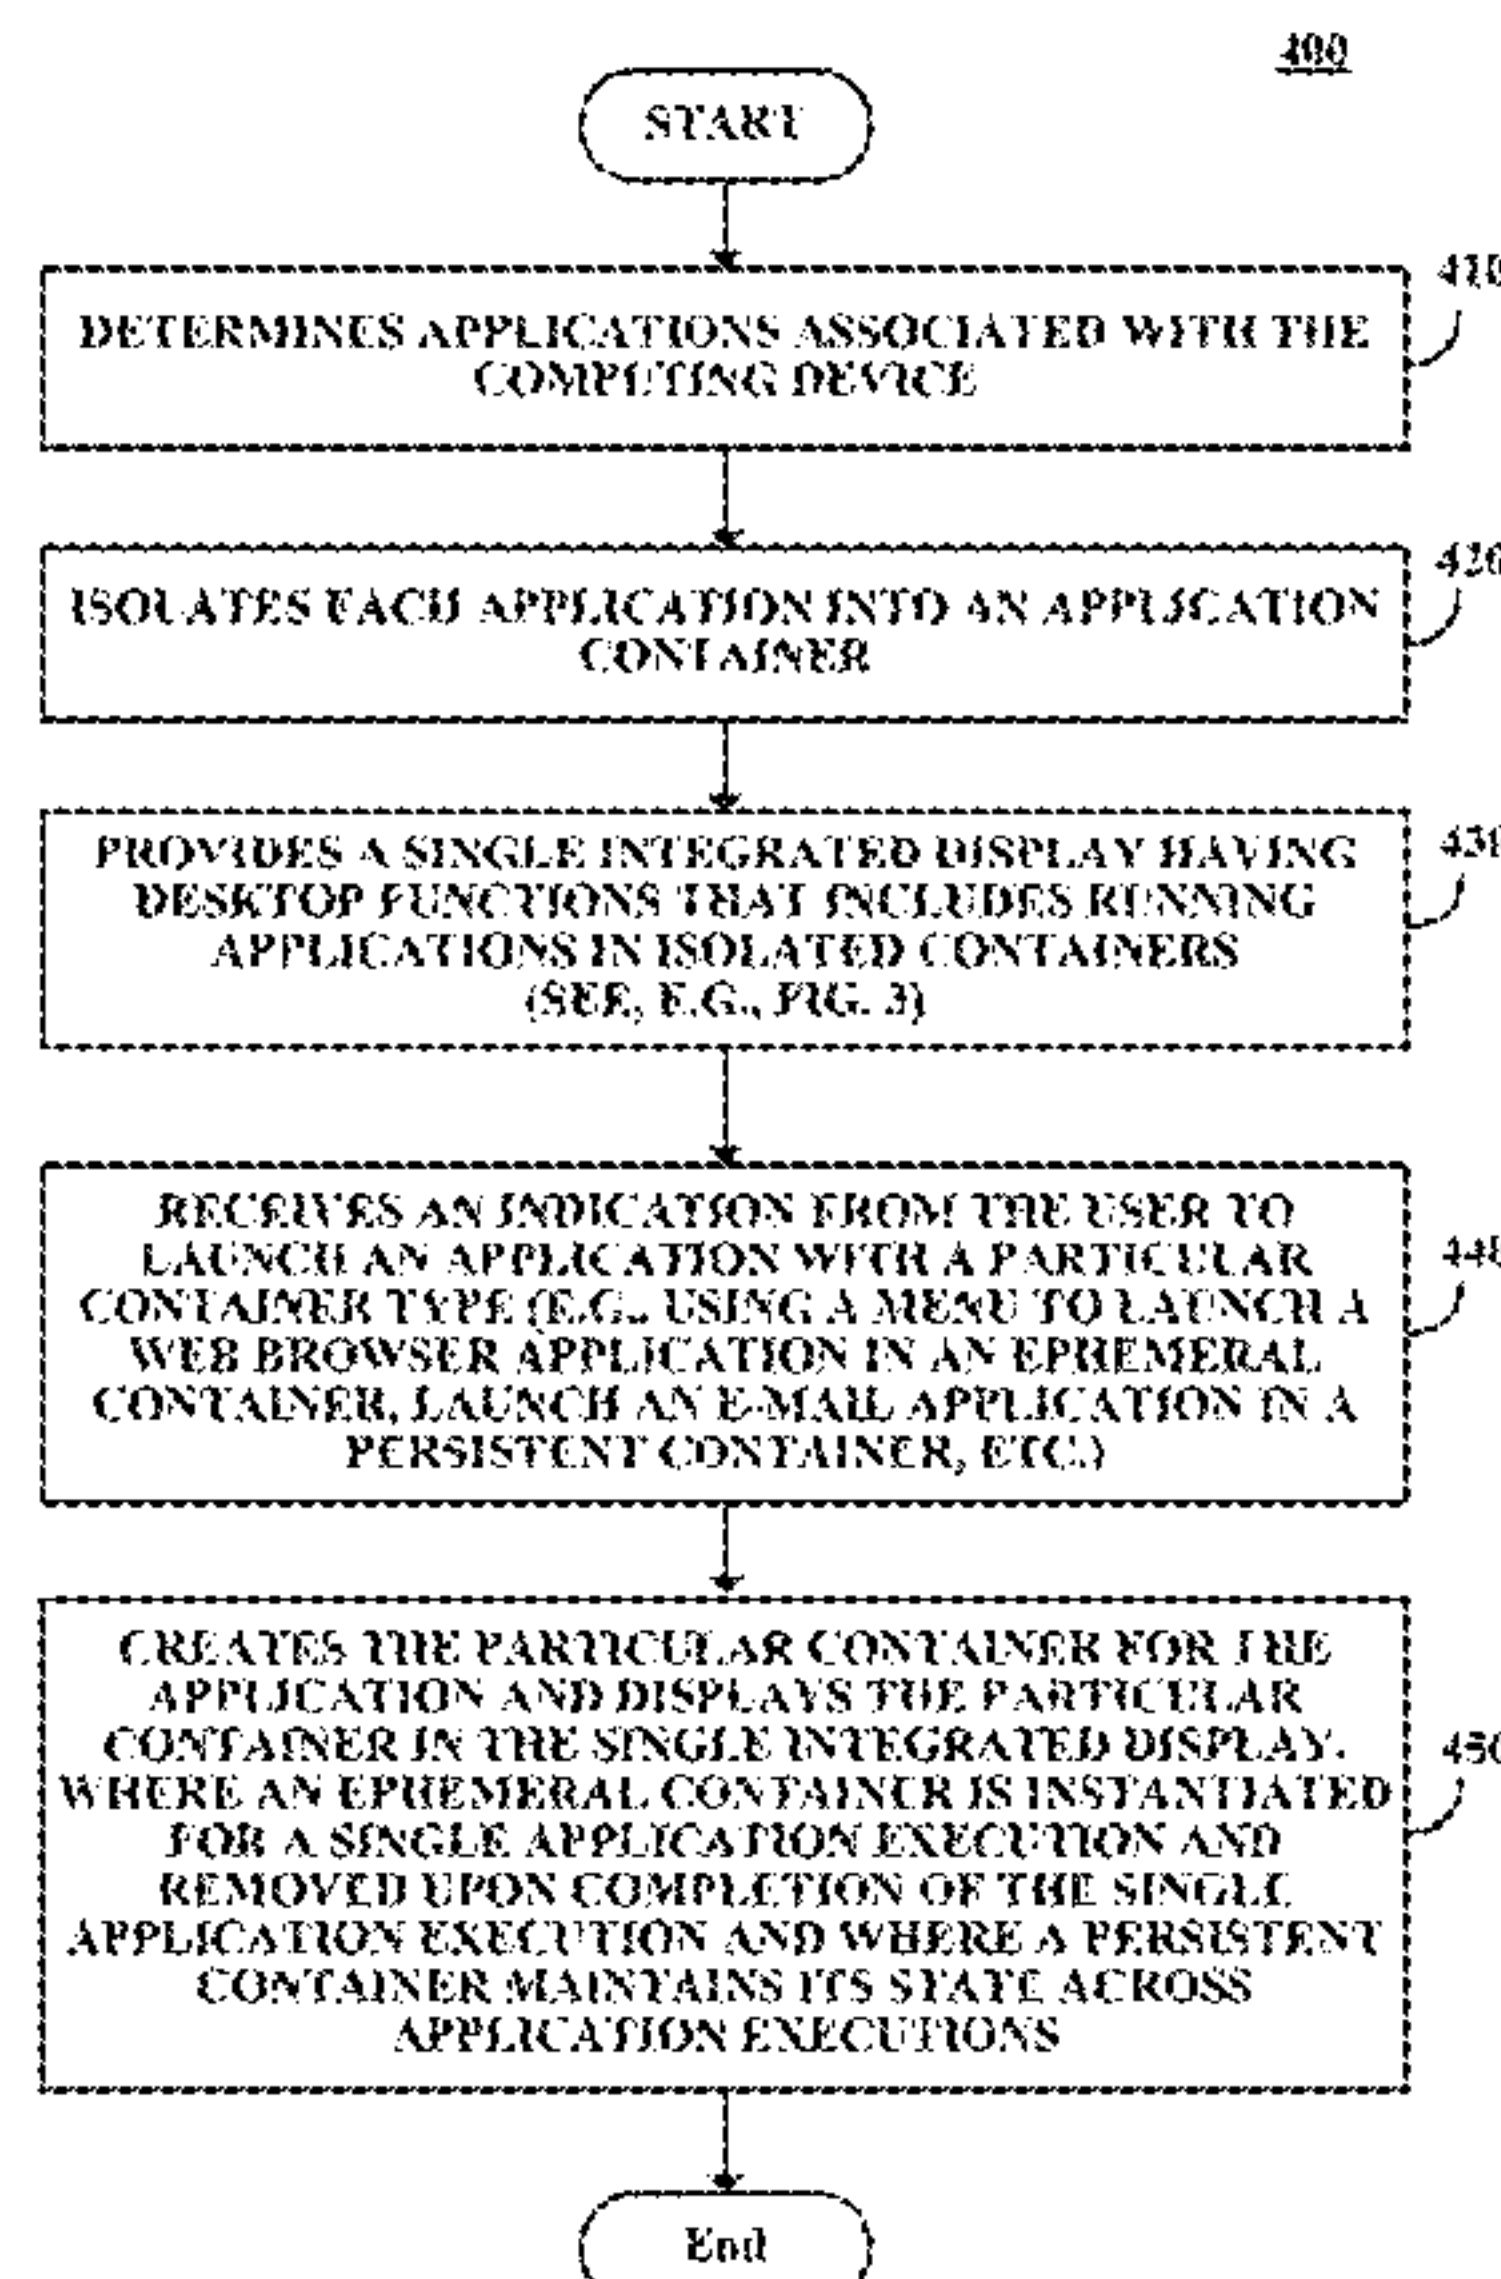 400
START
DETERMINES APPLICATIONS ASSOCIATED WITH THE
COMPUTING DEVICE
410
ISOLATES EACH APPLICATION INTO AN APPLICATION
CONTAINER
420
PROVIDES A SINGLE INTEGRATED DISPLAY HAVING
DESKTOP FUNCTIONS THAT INCLUDES RUNNING
APPLICATIONS IN ISOLATED CONTAINERS
(SEE, E.G., FIG. 3)
430
RECEIVES AN INDICATION FROM THE USER TO
LAUNCH AN APPLICATION WITH A PARTICULAR
CONTAINER TYPE (E.G., USING A MENU TO LAUNCH A
WEB BROWSER APPLICATION IN AN EPHEMERAL
CONTAINER, LAUNCH AN E-MAIL APPLICATION IN A
PERSISTENT CONTAINER, ETC.)
440
CREATES THE PARTICULAR CONTAINER FOR THE
APPLICATION AND DISPLAYS THE PARTICULAR
CONTAINER IN THE SINGLE INTEGRATED DISPLAY,
WHERE AN EPHEMERAL CONTAINER IS INSTANTIATED
FOR A SINGLE APPLICATION EXECUTION AND
REMOVED UPON COMPLETION OF THE SINGLE
APPLICATION EXECUTION AND WHERE A PERSISTENT
CONTAINER MAINTAINS ITS STATE ACROSS
APPLICATION EXECUTIONS
450
End